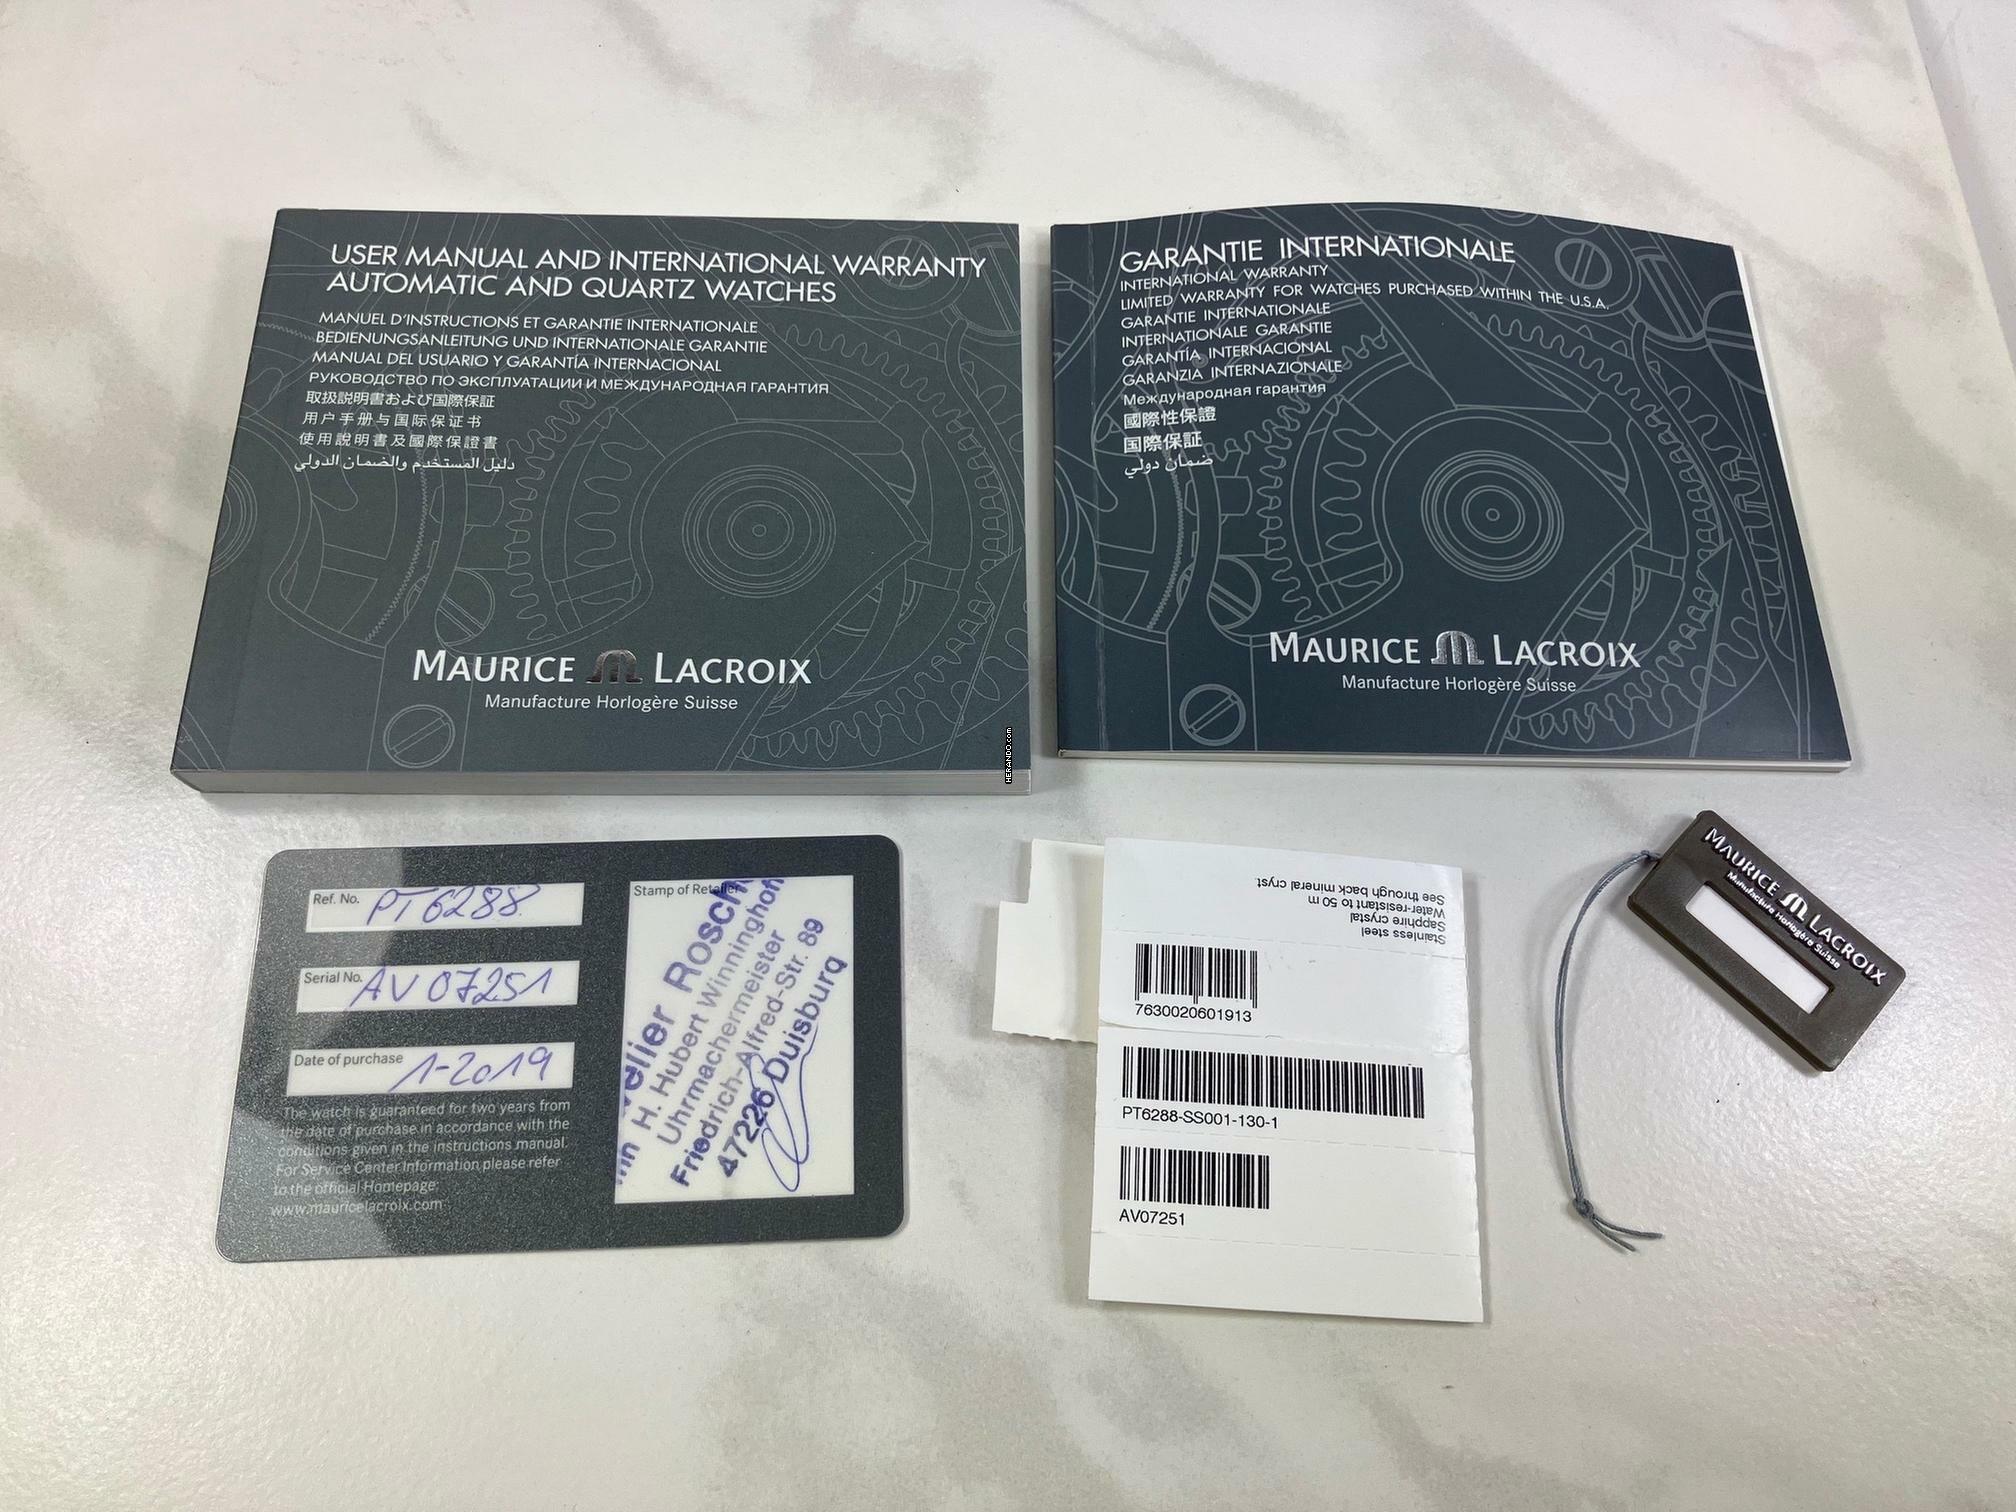 USER MANUAL AND INTERNATIONAL WARRANTY
AUTOMATIC AND QUARTZ WATCHES
MANUEL D'INSTRUCTIONS ET GARANTIE INTERNATIONALE
BEDIENUNGSANLEITUNG UND INTERNATIONALE GARANTIE
MANUAL DEL USUARIO Y GARANTÍA INTERNACIONAL
РУКОВОДСТВО ПО ЭКСПЛУАТАЦИИ И МЕЖДУНАРОДНАЯ ГАРАНТИЯ
取扱説明書および国際保証
用户手册与国际保证书
使用說明書及國際保證書
دليل المستخدم والضمان الدولي
MAURICE LACROIX
Manufacture Horlogère Suisse
HERANDO.com
GARANTIE INTERNATIONALE
INTERNATIONAL WARRANTY
LIMITED WARRANTY FOR WATCHES PURCHASED WITHIN THE U.S.A.
GARANTIE INTERNATIONALE
INTERNATIONALE GARANTIE
GARANTÍA INTERNACIONAL
GARANZIA INTERNAZIONALE
Международная гарантия
國際性保證
国際保証
ضمان دولي
MAURICE LACROIX
Manufacture Horlogère Suisse
Ref. No. PT6288
Serial No. AV07251
Date of purchase 1-2019
The watch is guaranteed for two years from
the date of purchase in accordance with the
conditions given in the instructions manual.
For Service Center Information please refer
to the official Homepage:
www.mauricelacroix.com
Stamp of Retailer
welier Rosch
nn H. Hubert Winninghoff
Uhrmachermeister
Friedrich-Alfred-Str. 89
47226 Duisburg
Stainless steel
Sapphire crystal
Water-resistant to 50 m
See through back mineral cryst.
7630020601913
PT6288-SS001-130-1
AV07251
MAURICE LACROIX
Manufacture Horlogère Suisse